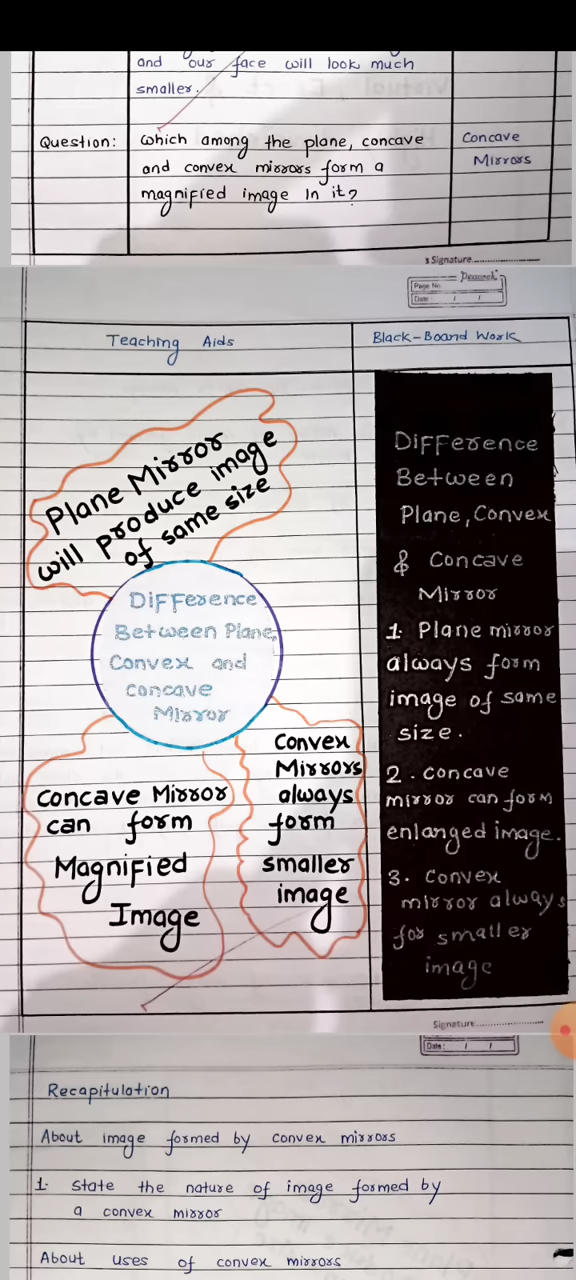 and our face will look much
smaller.
Question:
which among the plane, concave
and convex mirrors form a
magnified image in it?
Concave
Mirrors
s Signature
Peacock
Page No.
Date / /
Teaching Aids
Black-Board Work
Plane Mirror
will produce image
of same size
Difference
Between Plane,
Convex and
concave
Mirror
Concave Mirror
can form
Magnified
Image
Convex
Mirrors
always
form
smaller
image
Difference
Between
Plane, Convex
& Concave
Mirror
1. Plane mirror
always form
image of same
size.
2. concave
mirror can form
enlarged image.
3. Convex
mirror always
for smaller
image
Signature
Date: / /
Recapitulation
About image formed by convex mirrors
1. State the nature of image formed by
a convex mirror
About uses of convex mirrors